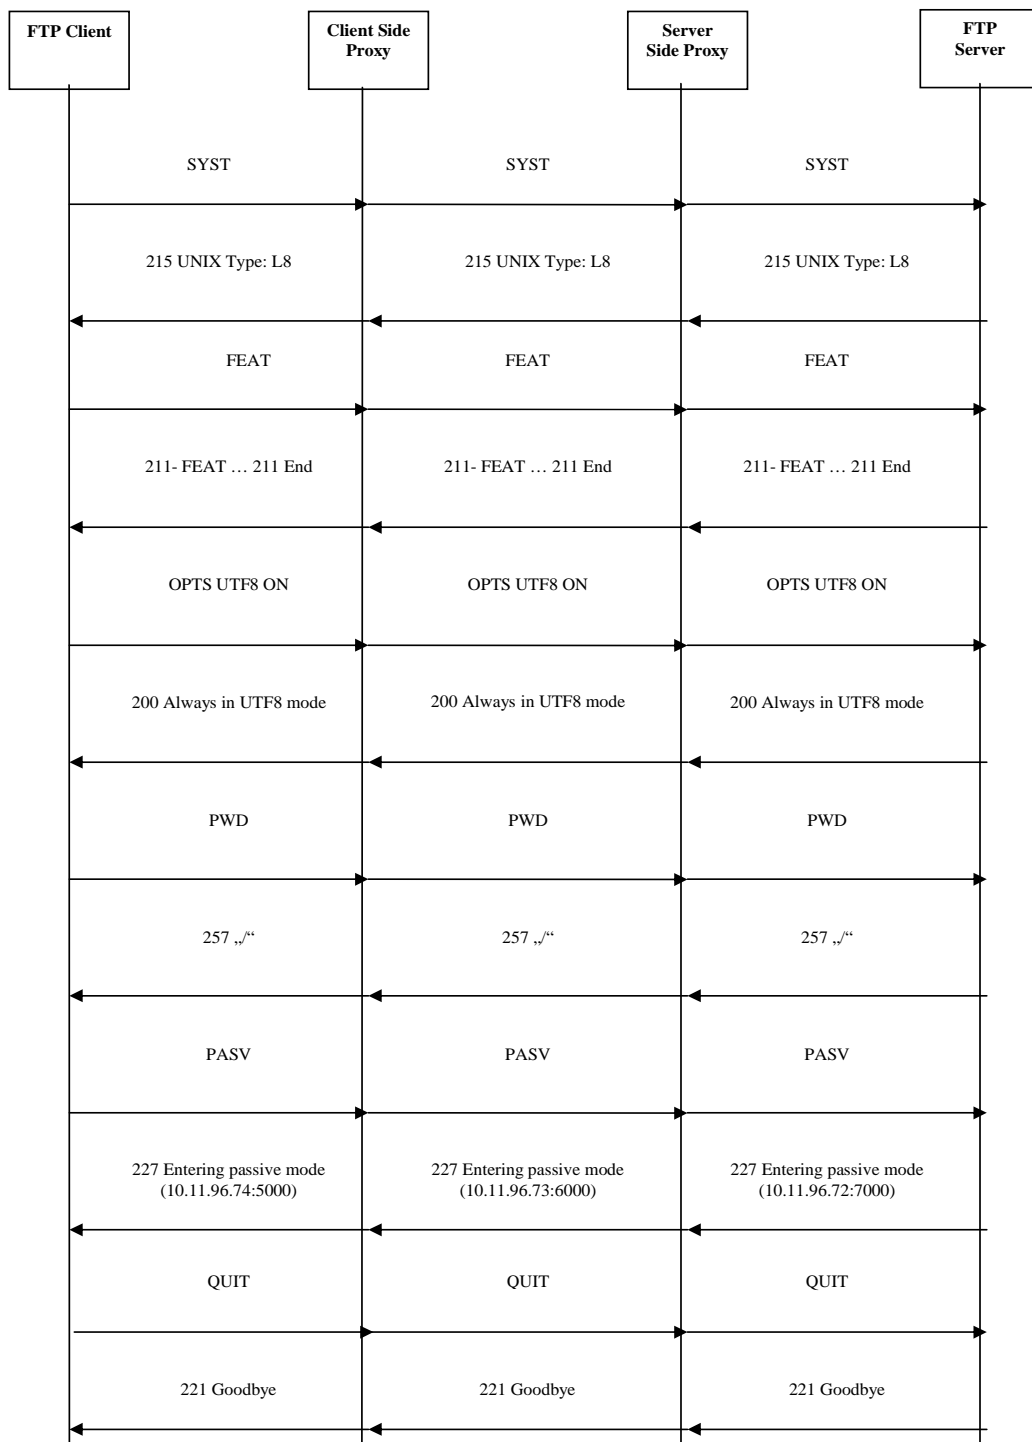 FTP Client
Client Side
Proxy
Server
Side Proxy
FTP
Server
SYST
SYST
SYST
215 UNIX Type: L8
215 UNIX Type: L8
215 UNIX Type: L8
FEAT
FEAT
FEAT
211- FEAT … 211 End
211- FEAT … 211 End
211- FEAT … 211 End
OPTS UTF8 ON
OPTS UTF8 ON
OPTS UTF8 ON
200 Always in UTF8 mode
200 Always in UTF8 mode
200 Always in UTF8 mode
PWD
PWD
PWD
257 „/“
257 „/“
257 „/“
PASV
PASV
PASV
227 Entering passive mode
(10.11.96.74:5000)
227 Entering passive mode
(10.11.96.73:6000)
227 Entering passive mode
(10.11.96.72:7000)
QUIT
QUIT
QUIT
221 Goodbye
221 Goodbye
221 Goodbye